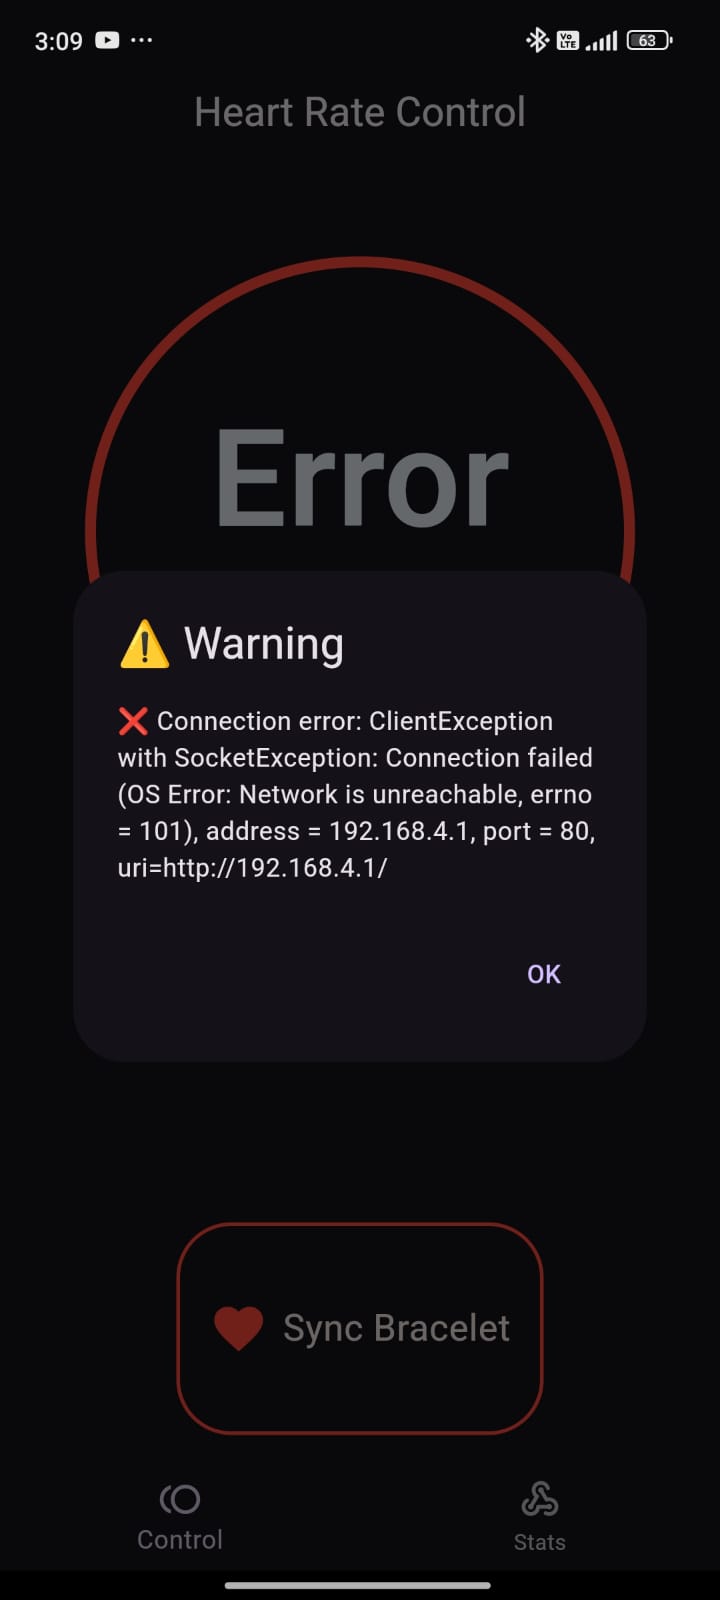 3:09
Vo LTE
63
Heart Rate Control
Error
⚠️ Warning
❌ Connection error: ClientException
with SocketException: Connection failed
(OS Error: Network is unreachable, errno
= 101), address = 192.168.4.1, port = 80,
uri=http://192.168.4.1/
OK
Sync Bracelet
Control
Stats